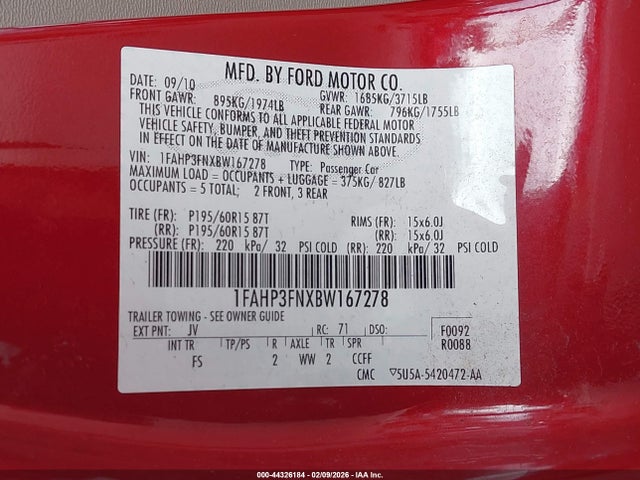 MFD. BY FORD MOTOR CO.
DATE: 09/10 GVWR: 1685KG/3715LB
FRONT GAWR: 895KG/1974LB REAR GAWR: 796KG/1755LB
THIS VEHICLE CONFORMS TO ALL APPLICABLE FEDERAL MOTOR
VEHICLE SAFETY, BUMPER, AND THEFT PREVENTION STANDARDS
IN EFFECT ON THE DATE OF MANUFACTURE SHOWN ABOVE.
VIN: 1FAHP3FNXBW167278 TYPE: Passenger Car
MAXIMUM LOAD = OCCUPANTS + LUGGAGE = 375KG/ 827LB
OCCUPANTS = 5 TOTAL; 2 FRONT, 3 REAR
TIRE (FR): P195/60R15 87T RIMS (FR): 15x6.0J
(RR): P195/60R15 87T (RR): 15x6.0J
PRESSURE (FR): 220 kPa/ 32 PSI COLD (RR): 220 kPa/ 32 PSI COLD
1FAHP3FNXBW167278
TRAILER TOWING - SEE OWNER GUIDE
EXT PNT: JV RC: 71 DSO: F0092
INT TR TP/PS R AXLE TR SPR R0088
FS 2 WW 2 CCFF
CMC ▽5U5A-5420472-AA
000-44326184 - 02/09/2026 - IAA Inc.